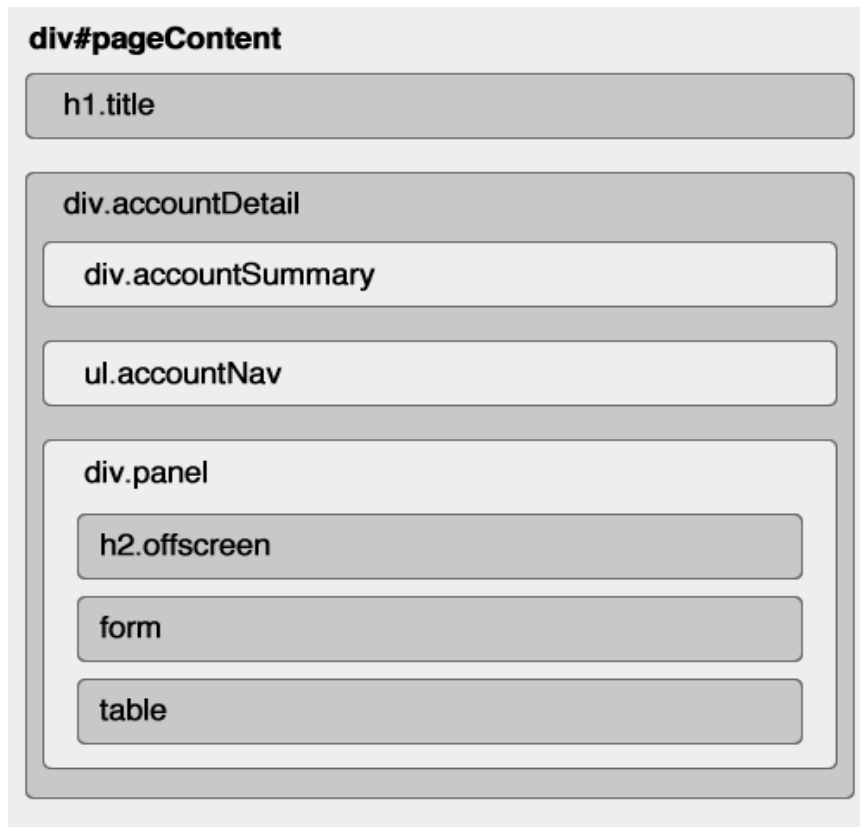 div#pageContent
h1.title
div.accountDetail
div.accountSummary
ul.accountNav
div.panel
h2.offscreen
form
table